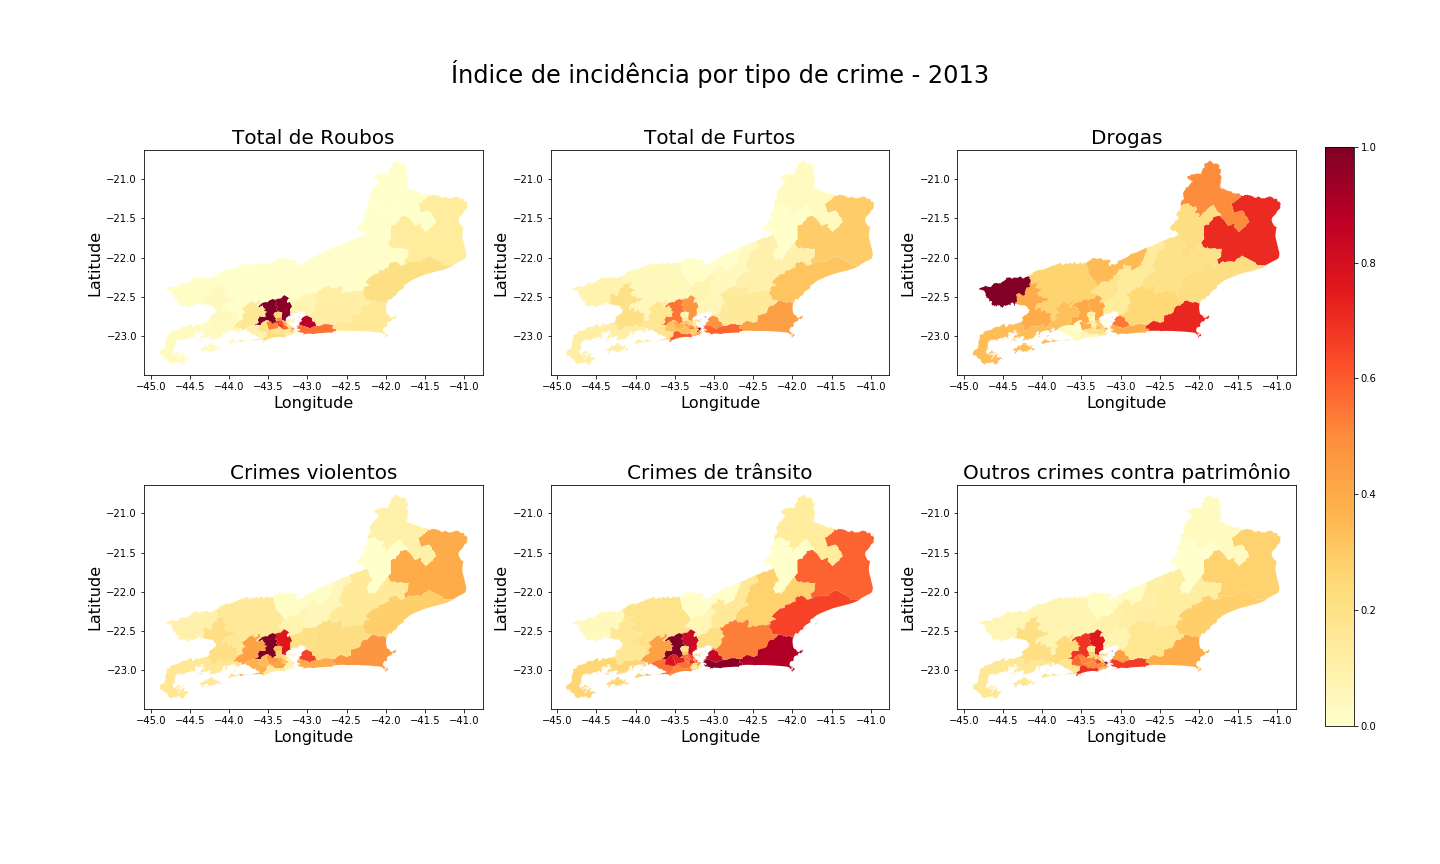 Índice de incidência por tipo de crime - 2013
Total de Roubos
Total de Furtos
Drogas
Latitude
−21.0
−21.5
−22.0
−22.5
−23.0
−45.0 −44.5 −44.0 −43.5 −43.0 −42.5 −42.0 −41.5 −41.0
Longitude
Latitude
−21.0
−21.5
−22.0
−22.5
−23.0
−45.0 −44.5 −44.0 −43.5 −43.0 −42.5 −42.0 −41.5 −41.0
Longitude
Latitude
−21.0
−21.5
−22.0
−22.5
−23.0
−45.0 −44.5 −44.0 −43.5 −43.0 −42.5 −42.0 −41.5 −41.0
Longitude
Crimes violentos
Crimes de trânsito
Outros crimes contra patrimônio
Latitude
−21.0
−21.5
−22.0
−22.5
−23.0
−45.0 −44.5 −44.0 −43.5 −43.0 −42.5 −42.0 −41.5 −41.0
Longitude
Latitude
−21.0
−21.5
−22.0
−22.5
−23.0
−45.0 −44.5 −44.0 −43.5 −43.0 −42.5 −42.0 −41.5 −41.0
Longitude
Latitude
−21.0
−21.5
−22.0
−22.5
−23.0
−45.0 −44.5 −44.0 −43.5 −43.0 −42.5 −42.0 −41.5 −41.0
Longitude
1.0
0.8
0.6
0.4
0.2
0.0